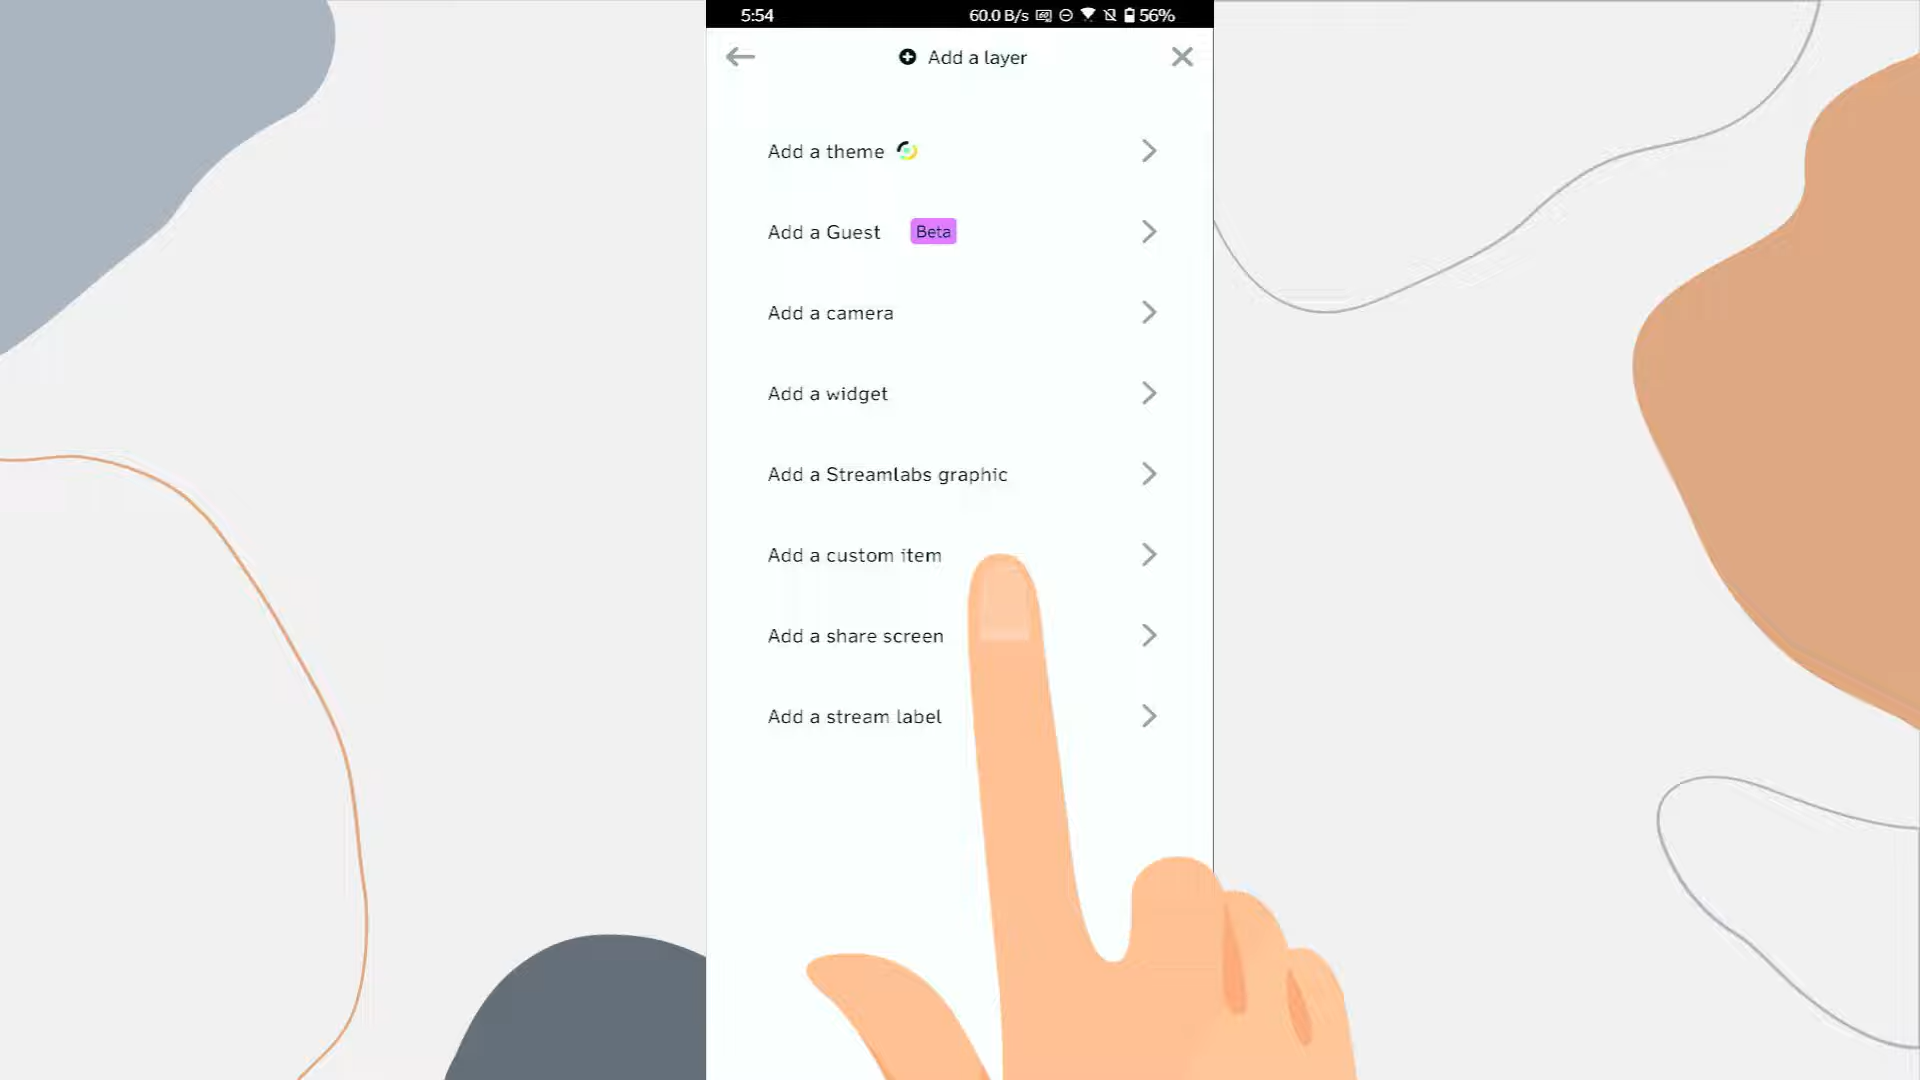 5:54
60.0 B/s 56%
Add a layer
Add a theme
Add a Guest Beta
Add a camera
Add a widget
Add a Streamlabs graphic
Add a custom item
Add a share screen
Add a stream label